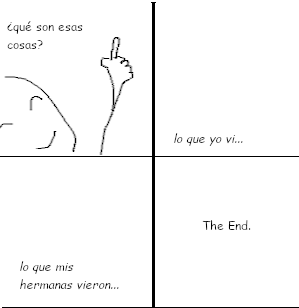 ¿qué son esas
cosas?
lo que yo vi...
lo que mis
hermanas vieron...
The End.